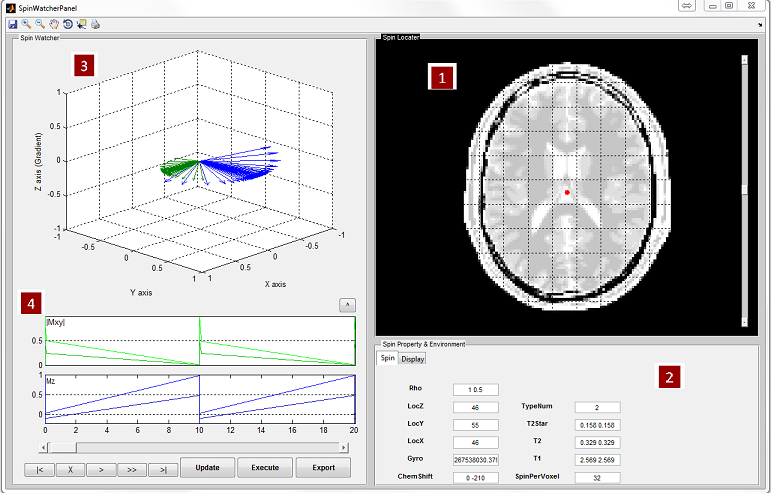 SpinWatcherPanel
Spin Watcher
3
1
0.5
0
-0.5
-1
Z axis (Gradient)
-1
-0.5
0
0.5
1
Y axis
1
0.5
0
-0.5
-1
X axis
^
4
|Mxy|
0.5
0
Mz
1
0.5
0
0 2 4 6 8 10 12 14 16 18 20
|< X > >> >| Update Execute Export
Spin Locater
1
Spin Property & Environment
Spin Display
2
Rho 1 0.5
LocZ 46 TypeNum 2
LocY 55 T2Star 0.158 0.158
LocX 46 T2 0.329 0.329
Gyro 267538030.379 T1 2.569 2.569
ChemShift 0 -210 SpinPerVoxel 32